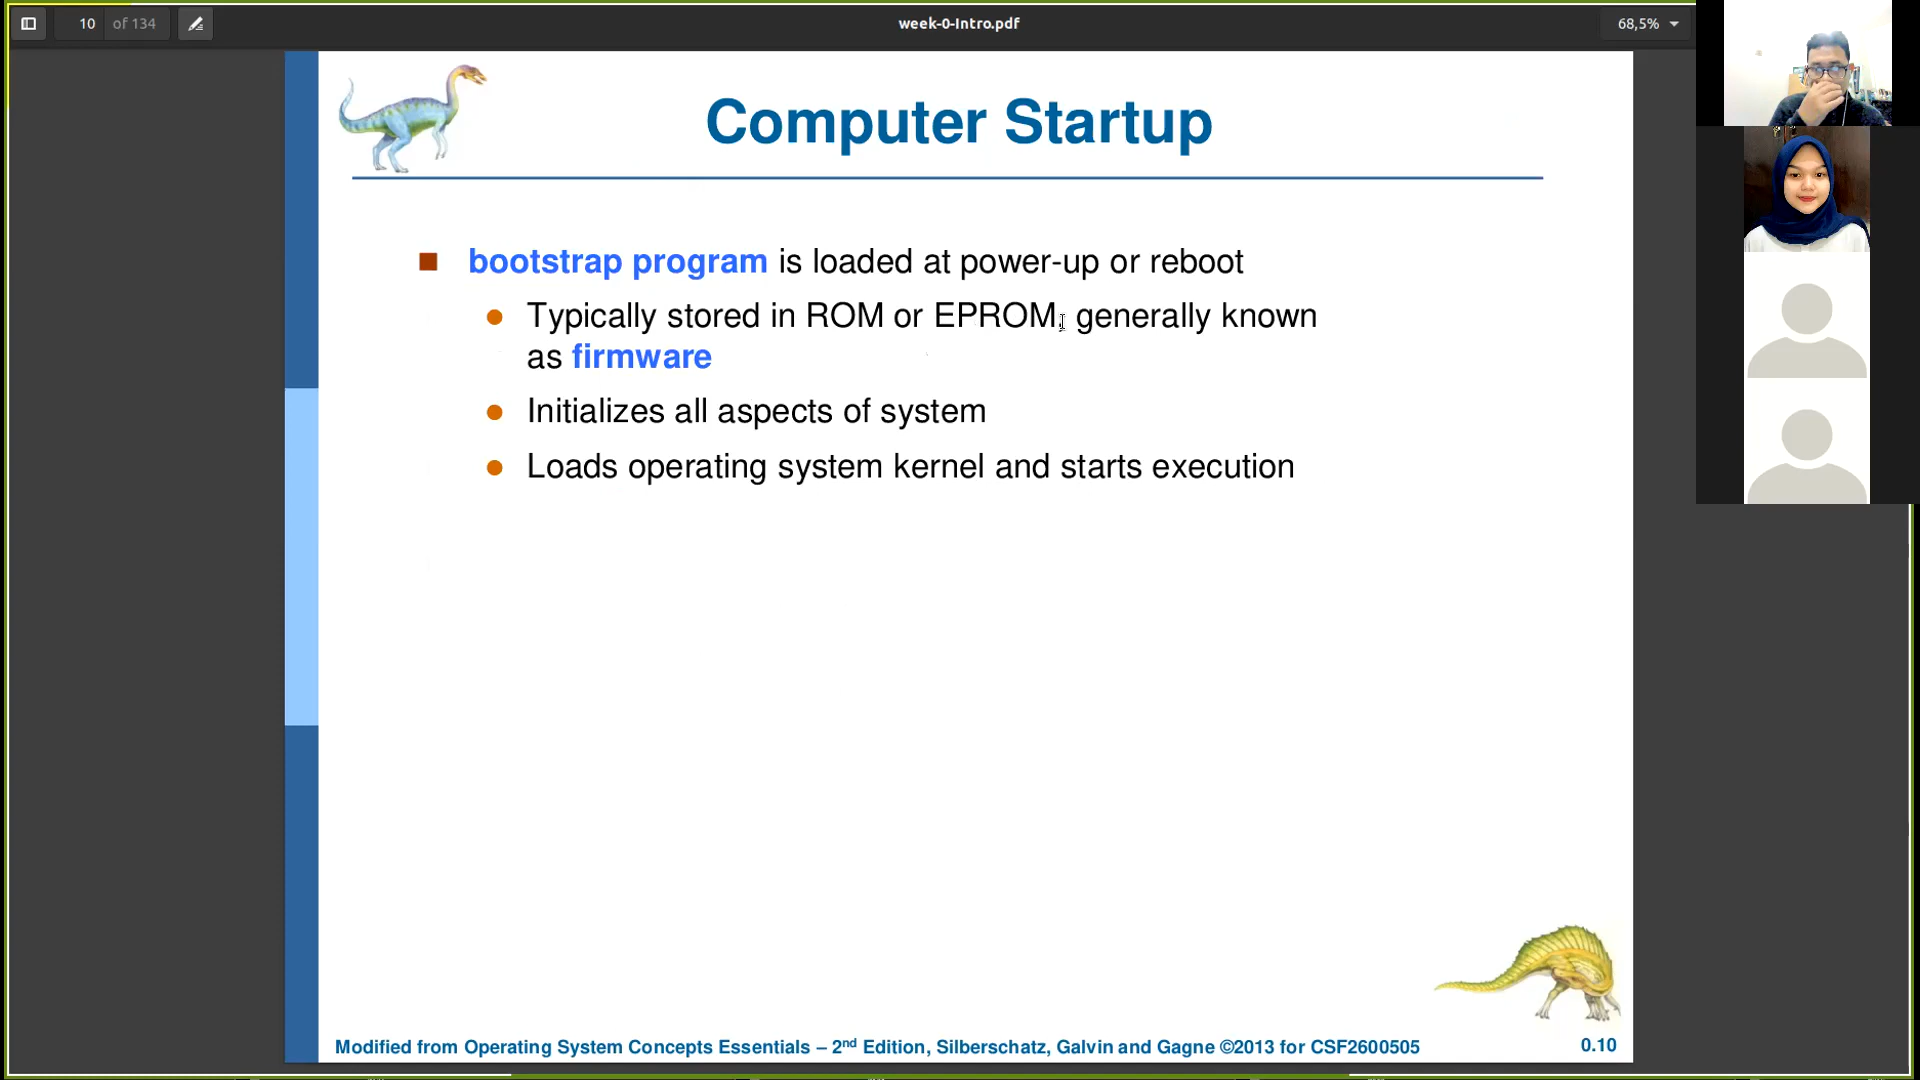 10 of 134
week-0-Intro.pdf
68,5%
Computer Startup
bootstrap program is loaded at power-up or reboot
Typically stored in ROM or EPROM, generally known
as firmware
Initializes all aspects of system
Loads operating system kernel and starts execution
Modified from Operating System Concepts Essentials – 2nd Edition, Silberschatz, Galvin and Gagne ©2013 for CSF2600505
0.10